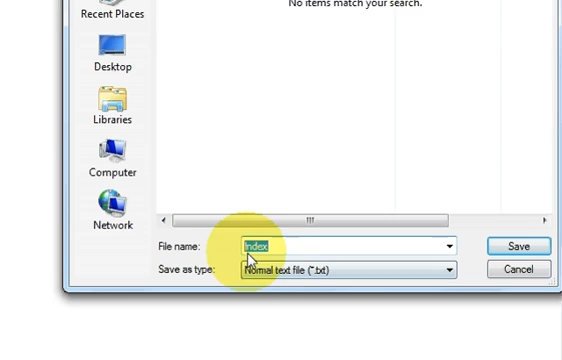 No items match your search.
Recent Places
Desktop
Libraries
Computer
Network
File name: Index Save
Save as type: Normal text file (*.txt) Cancel